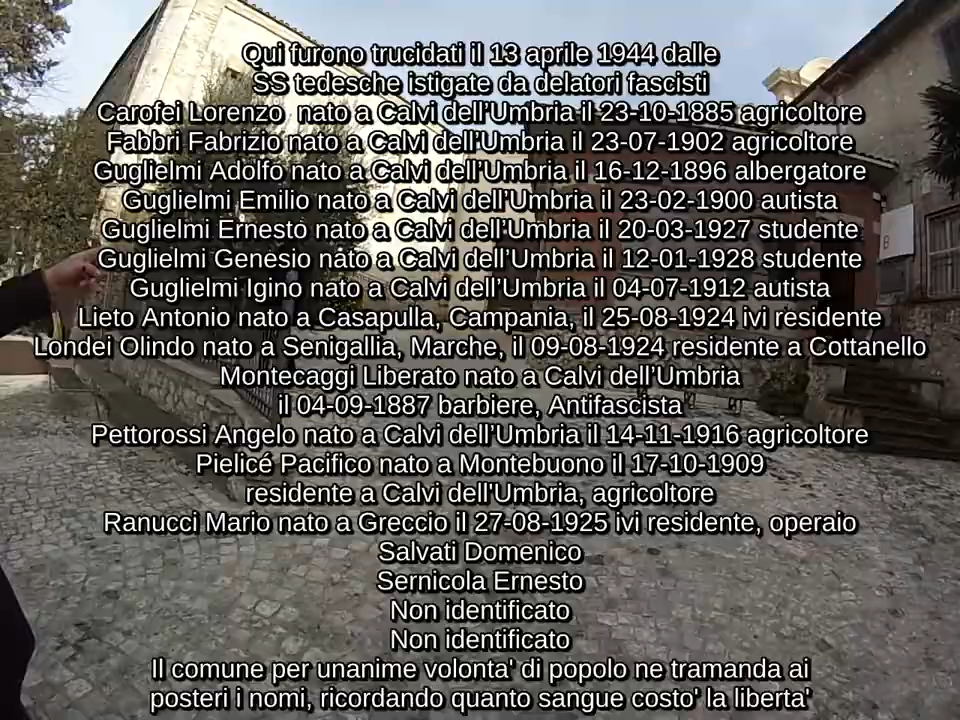 Qui furono trucidati il 13 aprile 1944 dalle
SS tedesche istigate da delatori fascisti
Carofei Lorenzo  nato a Calvi dell'Umbria il 23-10-1885 agricoltore
Fabbri Fabrizio nato a Calvi dell'Umbria il 23-07-1902 agricoltore
Guglielmi Adolfo nato a Calvi dell'Umbria il 16-12-1896 albergatore
Guglielmi Emilio nato a Calvi dell'Umbria il 23-02-1900 autista
Guglielmi Ernesto nato a Calvi dell'Umbria il 20-03-1927 studente
Guglielmi Genesio nato a Calvi dell'Umbria il 12-01-1928 studente
Guglielmi Igino nato a Calvi dell’Umbria il 04-07-1912 autista
Lieto Antonio nato a Casapulla, Campania, il 25-08-1924 ivi residente
Londei Olindo nato a Senigallia, Marche, il 09-08-1924 residente a Cottanello
Montecaggi Liberato nato a Calvi dell’Umbria
il 04-09-1887 barbiere, Antifascista
Pettorossi Angelo nato a Calvi dell’Umbria il 14-11-1916 agricoltore
Pielicé Pacifico nato a Montebuono il 17-10-1909
residente a Calvi dell'Umbria, agricoltore
Ranucci Mario nato a Greccio il 27-08-1925 ivi residente, operaio
Salvati Domenico
Sernicola Ernesto
Non identificato
Non identificato
Il comune per unanime volonta' di popolo ne tramanda ai
posteri i nomi, ricordando quanto sangue costo' la liberta'